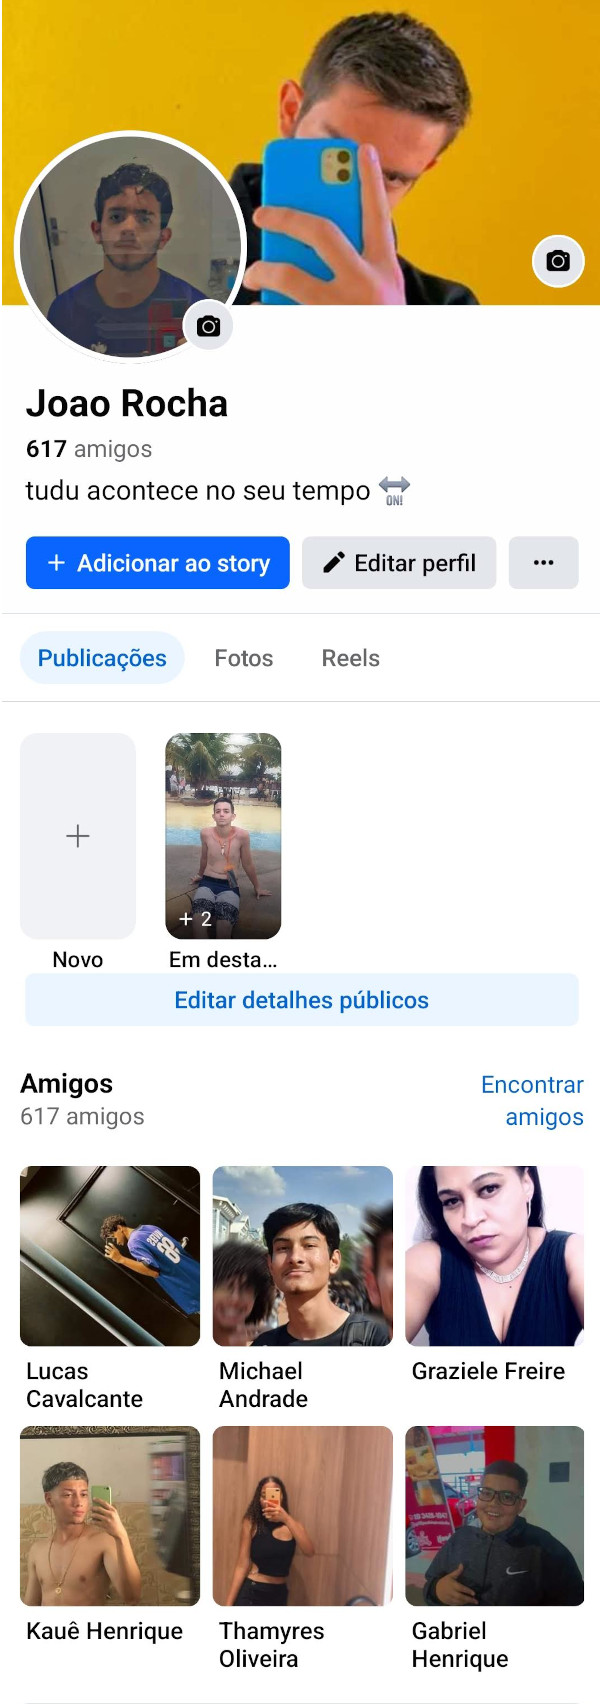 Joao Rocha
617 amigos
tudu acontece no seu tempo 🔛
+ Adicionar ao story
Editar perfil
Publicações
Fotos
Reels
+ 2
Novo
Em desta...
Editar detalhes públicos
Amigos
617 amigos
Encontrar
amigos
Lucas
Cavalcante
Michael
Andrade
Graziele Freire
Kauê Henrique
Thamyres
Oliveira
Gabriel
Henrique